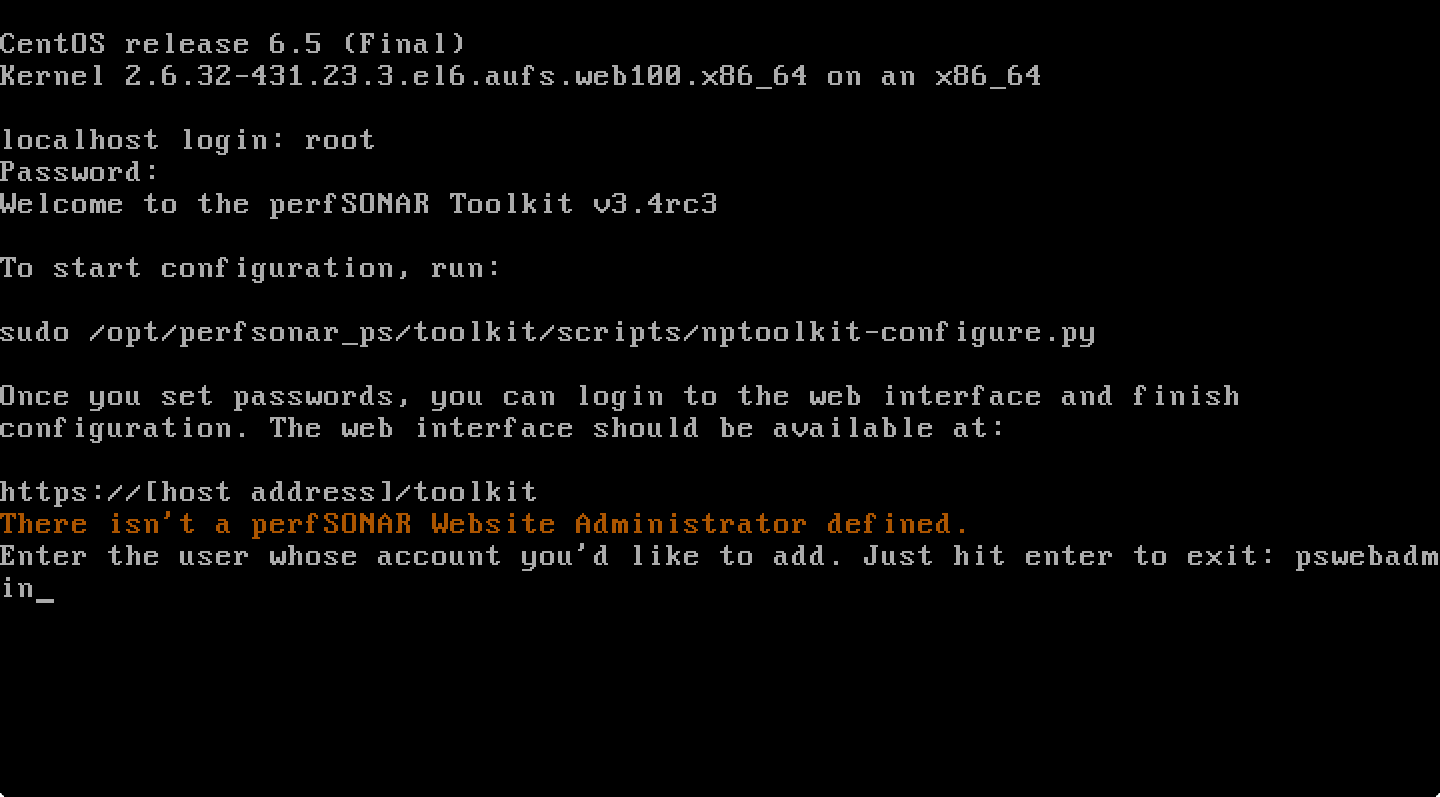 CentOS release 6.5 (Final)
Kernel 2.6.32-431.23.3.el6.aufs.web100.x86_64 on an x86_64
localhost login: root
Password:
Welcome to the perfSONAR Toolkit v3.4rc3
To start configuration, run:
sudo /opt/perfsonar_ps/toolkit/scripts/nptoolkit-configure.py
Once you set passwords, you can login to the web interface and finish
configuration. The web interface should be available at:
https://[host address]/toolkit
There isn't a perfSONAR Website Administrator defined.
Enter the user whose account you'd like to add. Just hit enter to exit: pswebadm
in_